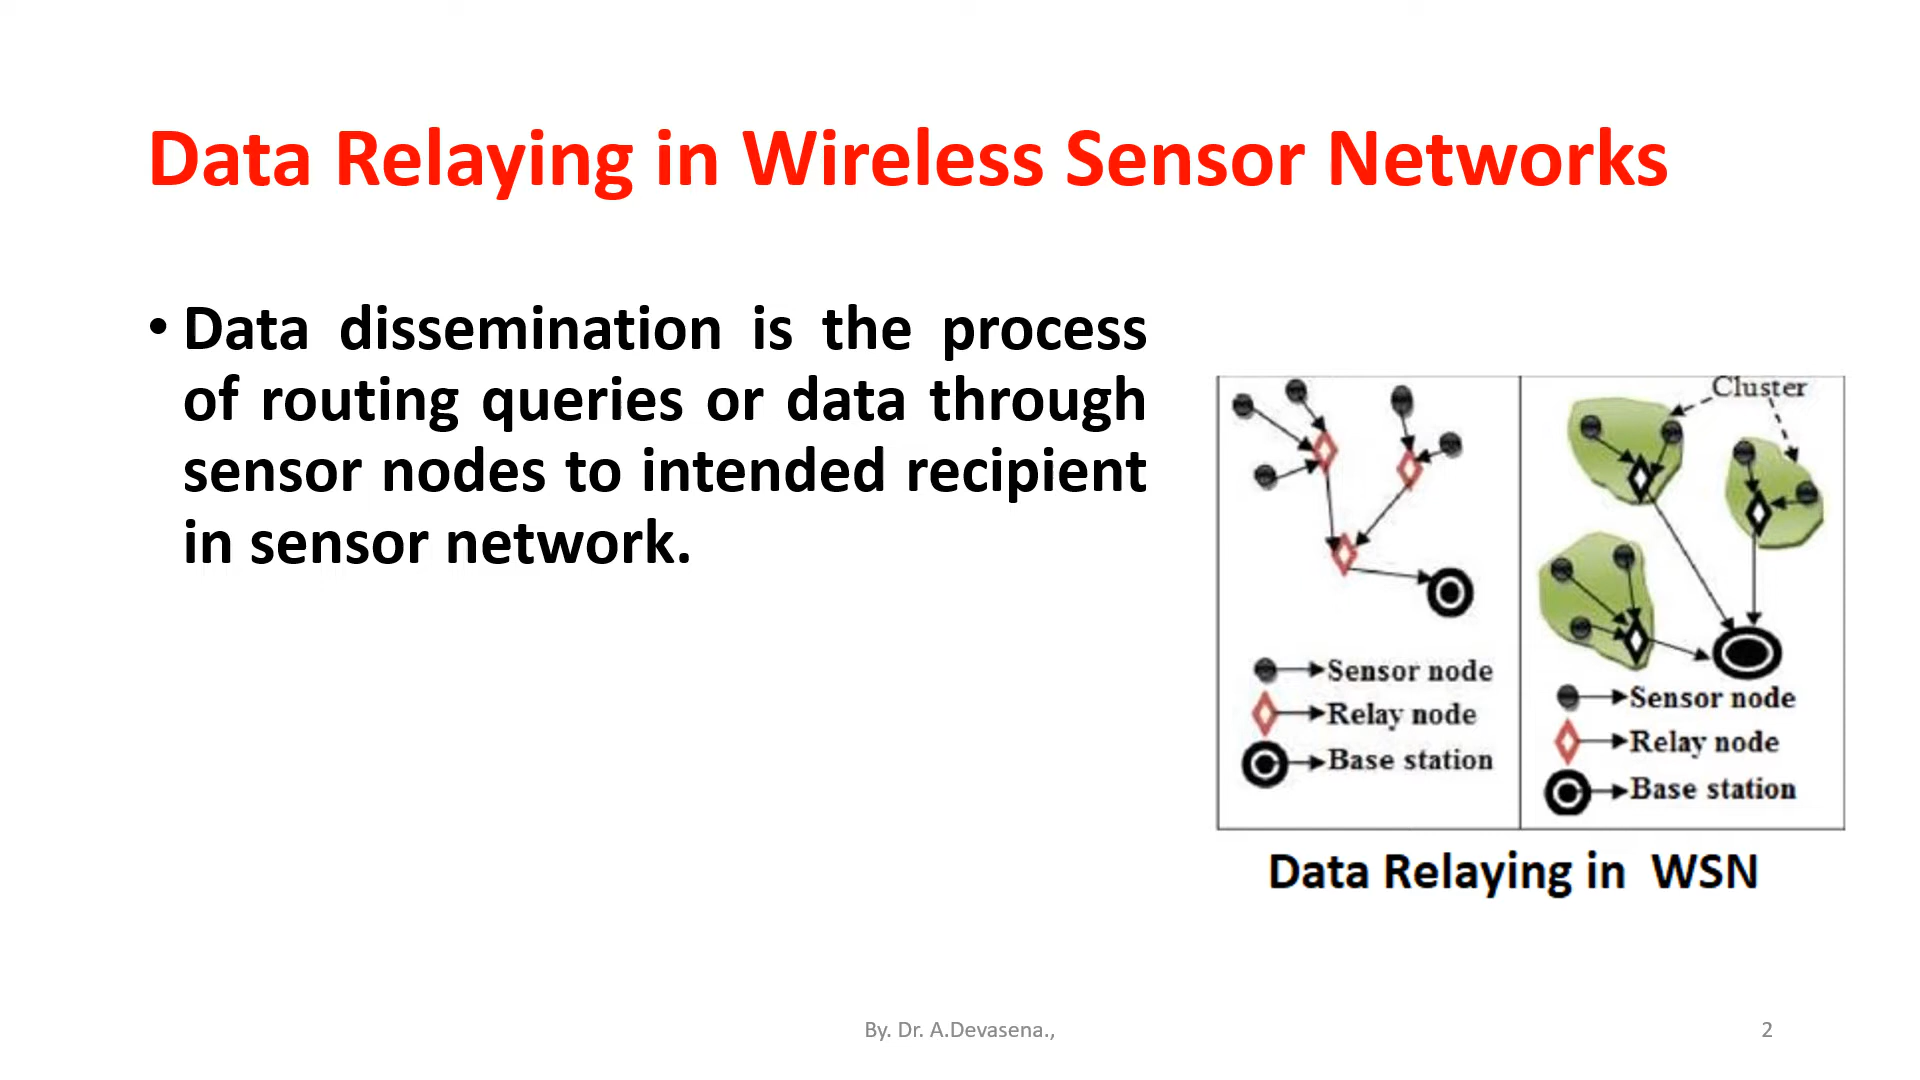 Data Relaying in Wireless Sensor Networks
• Data dissemination is the process
of routing queries or data through
sensor nodes to intended recipient
in sensor network.
Cluster
Sensor node
Relay node
Base station
Sensor node
Relay node
Base station
Data Relaying in WSN
By. Dr. A.Devasena.,
2